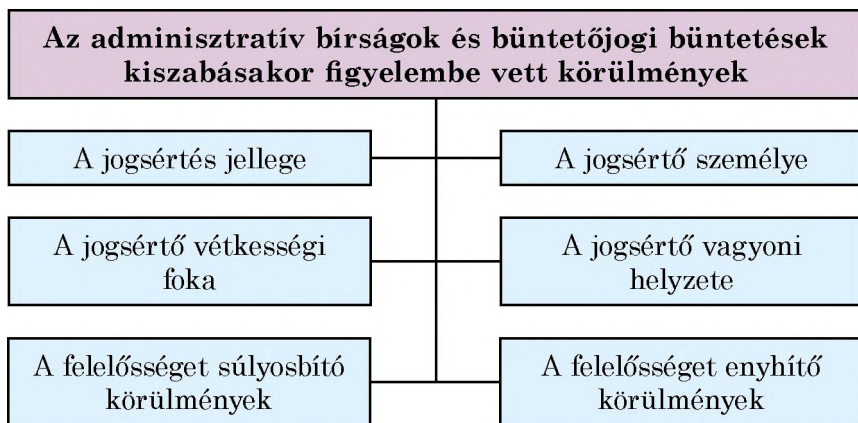 Az adminisztratív bírságok és büntetőjogi büntetések
kiszabásakor figyelembe vett körülmények
A jogsértés jellege
A jogsértő személye
A jogsértő vétkességi
foka
A jogsértő vagyoni
helyzete
A felelősséget súlyosbító
körülmények
A felelősséget enyhítő
körülmények